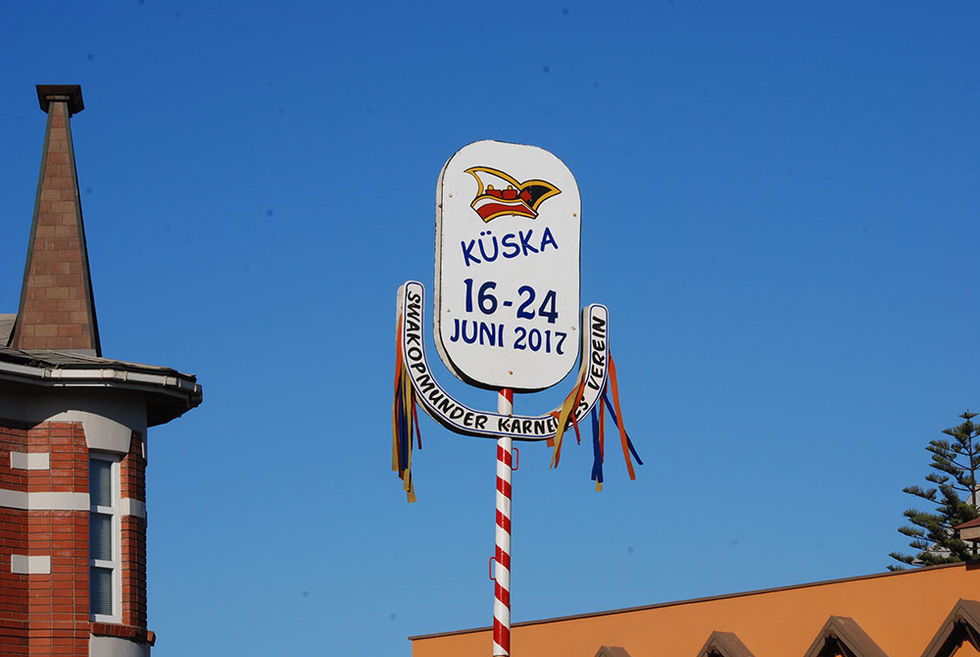 KÜSKA
16-24
JUNI 2017
SWAKOPMUNDER VEREIN